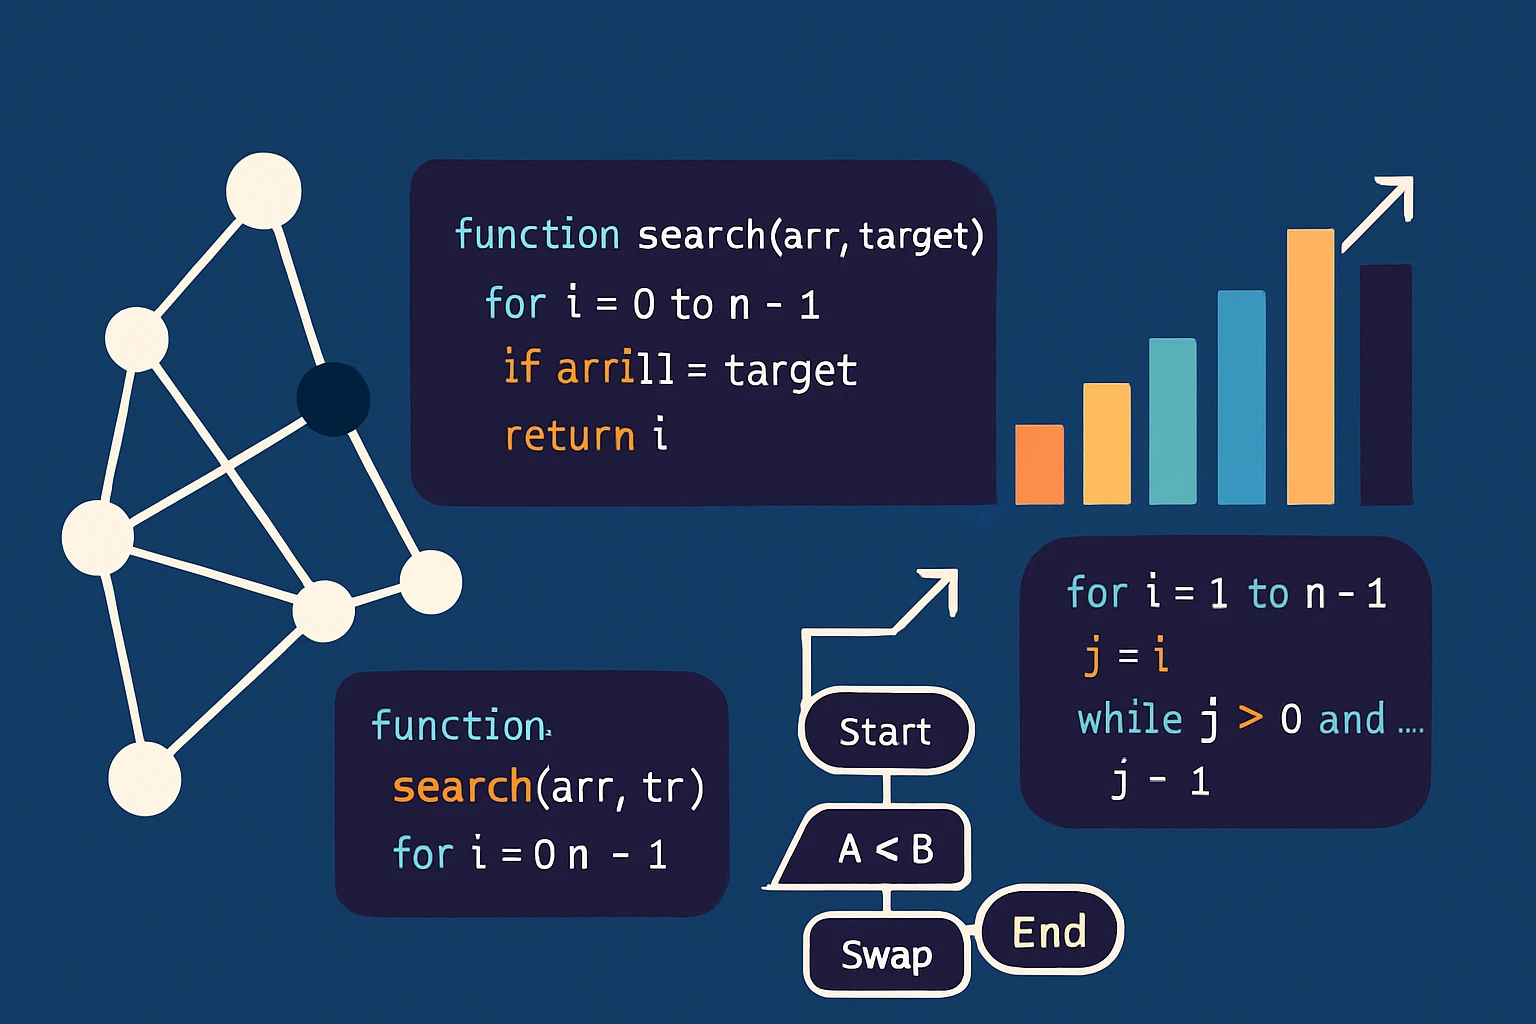 function search(arr, target)
for i = 0 to n - 1
if arrill = target
return i
for i = 1 to n - 1
j = i
while j > 0 and ....
j - 1
function.
search(arr, tr)
for i = 0 n - 1
Start
A < B
Swap
End